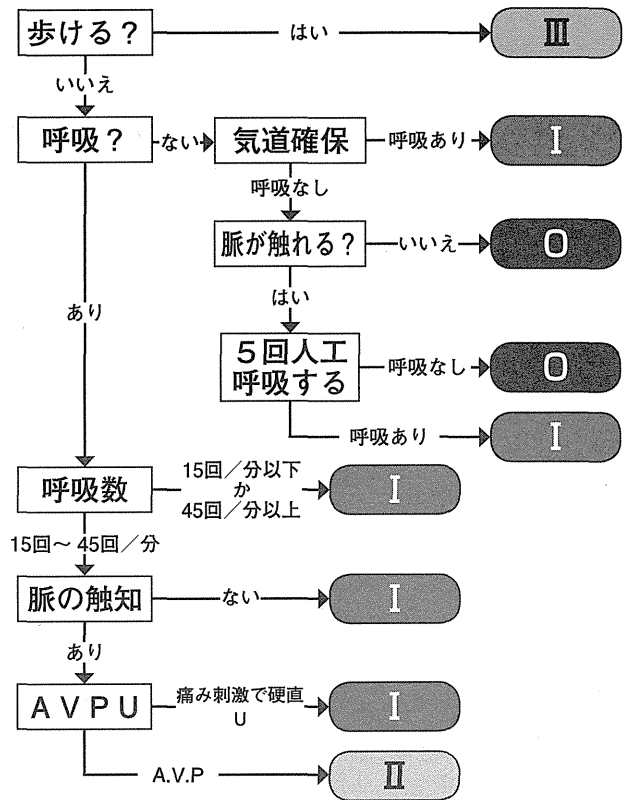 歩ける？
はい
Ⅲ
いいえ
呼吸？
ない
気道確保
呼吸あり
Ⅰ
呼吸なし
脈が触れる？
いいえ
0
はい
あり
5回人工
呼吸する
呼吸なし
0
呼吸あり
Ⅰ
呼吸数
15回／分以下
か
45回／分以上
Ⅰ
15回～45回／分
脈の触知
ない
Ⅰ
あり
ＡＶＰＵ
痛み刺激で硬直
U
Ⅰ
A.V.P
Ⅱ